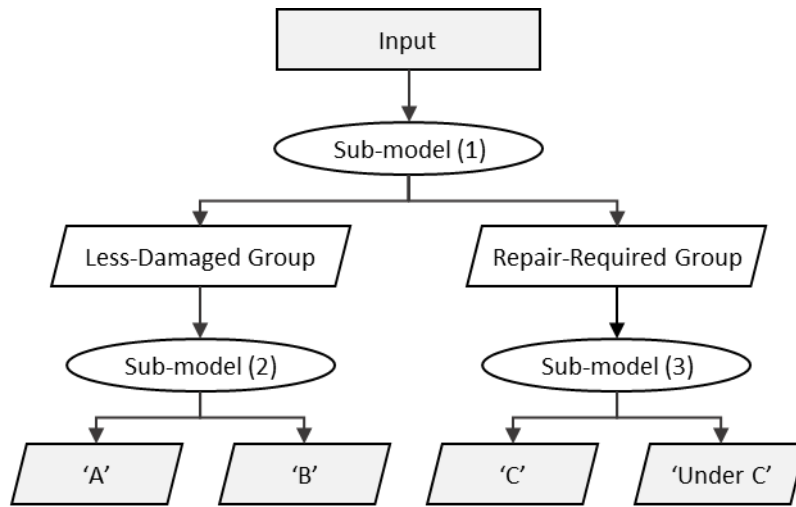 Input
Sub-model (1)
Less-Damaged Group
Repair-Required Group
Sub-model (2)
Sub-model (3)
‘A’
‘B’
‘C’
‘Under C’